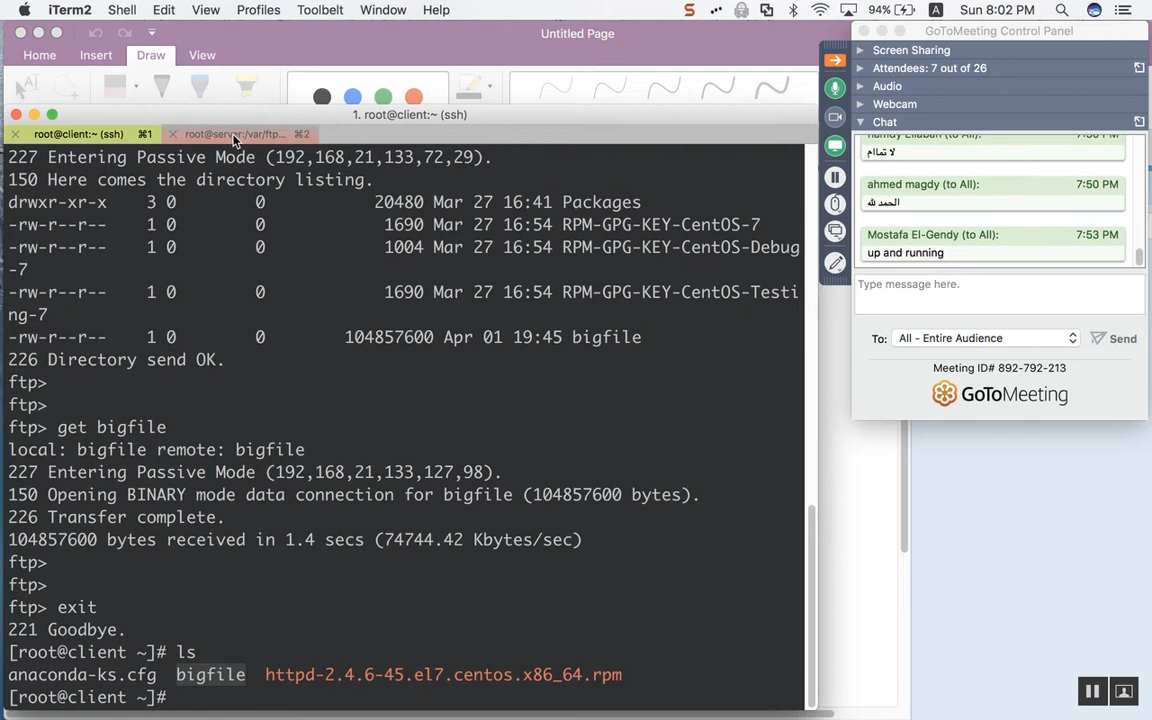 iTerm2 Shell Edit View Profiles Toolbelt Window Help
94% A Sun 8:02 PM
Untitled Page
Home Insert Draw View
1. root@client:~ (ssh)
root@client:~ (ssh) ⌘1 root@server:/var/ftp... ⌘2
227 Entering Passive Mode (192,168,21,133,72,29).
150 Here comes the directory listing.
drwxr-xr-x 3 0 0 20480 Mar 27 16:41 Packages
-rw-r--r-- 1 0 0 1690 Mar 27 16:54 RPM-GPG-KEY-CentOS-7
-rw-r--r-- 1 0 0 1004 Mar 27 16:54 RPM-GPG-KEY-CentOS-Debug
-7
-rw-r--r-- 1 0 0 1690 Mar 27 16:54 RPM-GPG-KEY-CentOS-Testi
ng-7
-rw-r--r-- 1 0 0 104857600 Apr 01 19:45 bigfile
226 Directory send OK.
ftp>
ftp>
ftp> get bigfile
local: bigfile remote: bigfile
227 Entering Passive Mode (192,168,21,133,127,98).
150 Opening BINARY mode data connection for bigfile (104857600 bytes).
226 Transfer complete.
104857600 bytes received in 1.4 secs (74744.42 Kbytes/sec)
ftp>
ftp>
ftp> exit
221 Goodbye.
[root@client ~]# ls
anaconda-ks.cfg bigfile httpd-2.4.6-45.el7.centos.x86_64.rpm
[root@client ~]#
GoToMeeting Control Panel
Screen Sharing
Attendees: 7 out of 26
Audio
Webcam
Chat
لا تماام
ahmed magdy (to All): 7:50 PM
الحمد لله
Mostafa El-Gendy (to All): 7:53 PM
up and running
Type message here.
To: All - Entire Audience Send
Meeting ID# 892-792-213
GoToMeeting